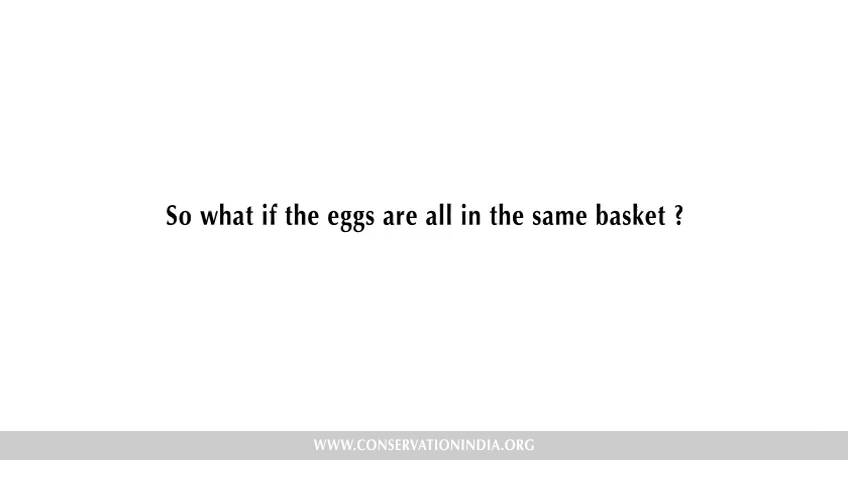 So what if the eggs are all in the same basket ?
WWW.CONSERVATIONINDIA.ORG